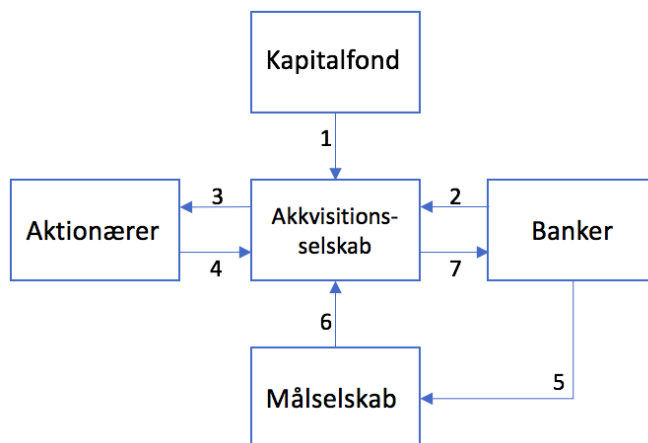 Kapitalfond
1
Aktionærer
3
4
Akkvisitions-
selskab
2
7
Banker
6
5
Målselskab